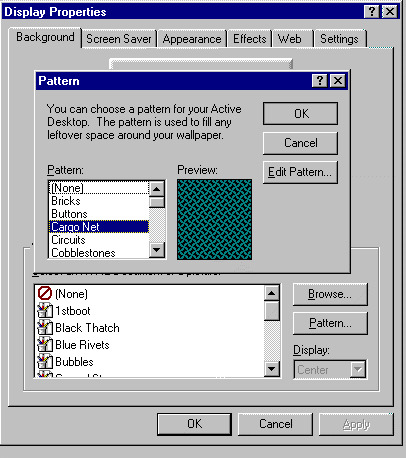 Display Properties
Background Screen Saver Appearance Effects Web Settings
Pattern
You can choose a pattern for your Active
Desktop. The pattern is used to fill any
leftover space around your wallpaper.
OK
Cancel
Edit Pattern...
Pattern:
(None)
Bricks
Buttons
Cargo Net
Circuits
Cobblestones
Preview:
(None)
1stboot
Black Thatch
Blue Rivets
Bubbles
Browse...
Pattern...
Display:
Center
OK Cancel Apply